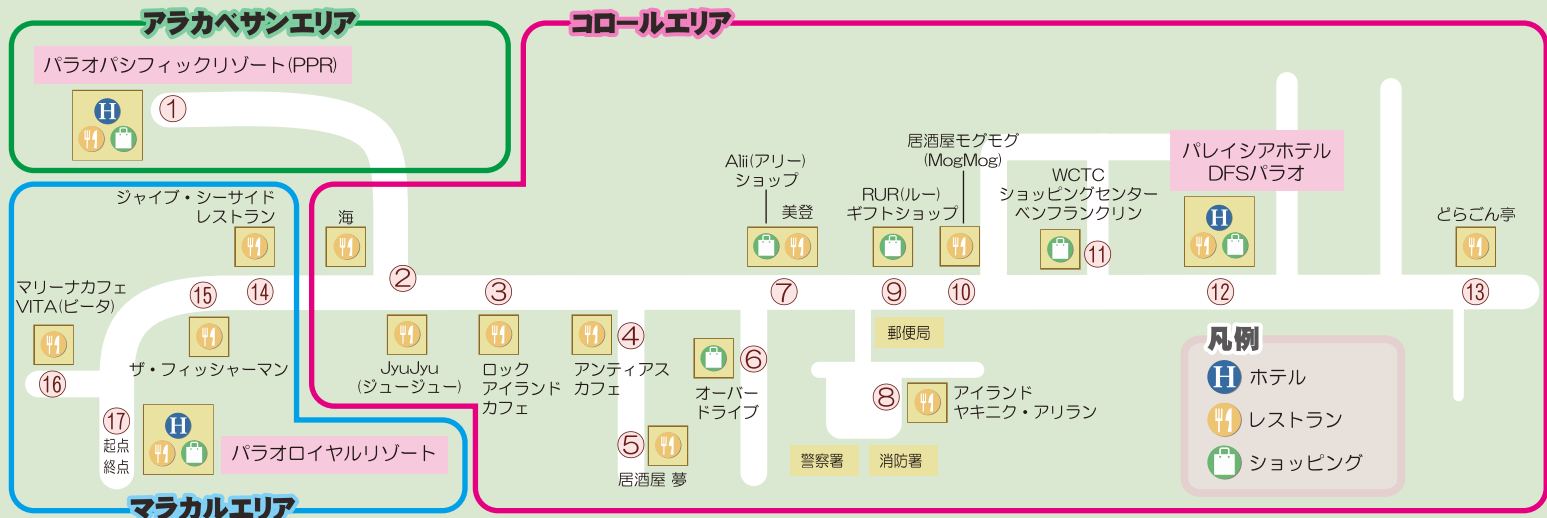 アラカベサンエリア
コロールエリア
パラオパシフィックリゾート(PPR)
H
①
ジャイブ・シーサイド
レストラン
海
Alii(アリー)
ショップ
美登
RUR(ルー)
ギフトショップ
居酒屋モグモグ
(MogMog)
WCTC
ショッピングセンター
ベンフランクリン
パレイシアホテル
DFSパラオ
H
どらごん亭
⑪
マリーナカフェ
VITA(ビータ)
⑮
⑭
②
③
⑦
⑨
⑩
⑫
⑬
ザ・フィッシャーマン
JyuJyu
(ジュージュー)
ロック
アイランド
カフェ
アンティアス
カフェ
④
オーバー
ドライブ
⑥
郵便局
⑧
アイランド
ヤキニク・アリラン
⑯
⑰
起点
終点
H
パラオロイヤルリゾート
⑤
居酒屋 夢
警察署
消防署
マラカルエリア
凡例
H ホテル
レストラン
ショッピング